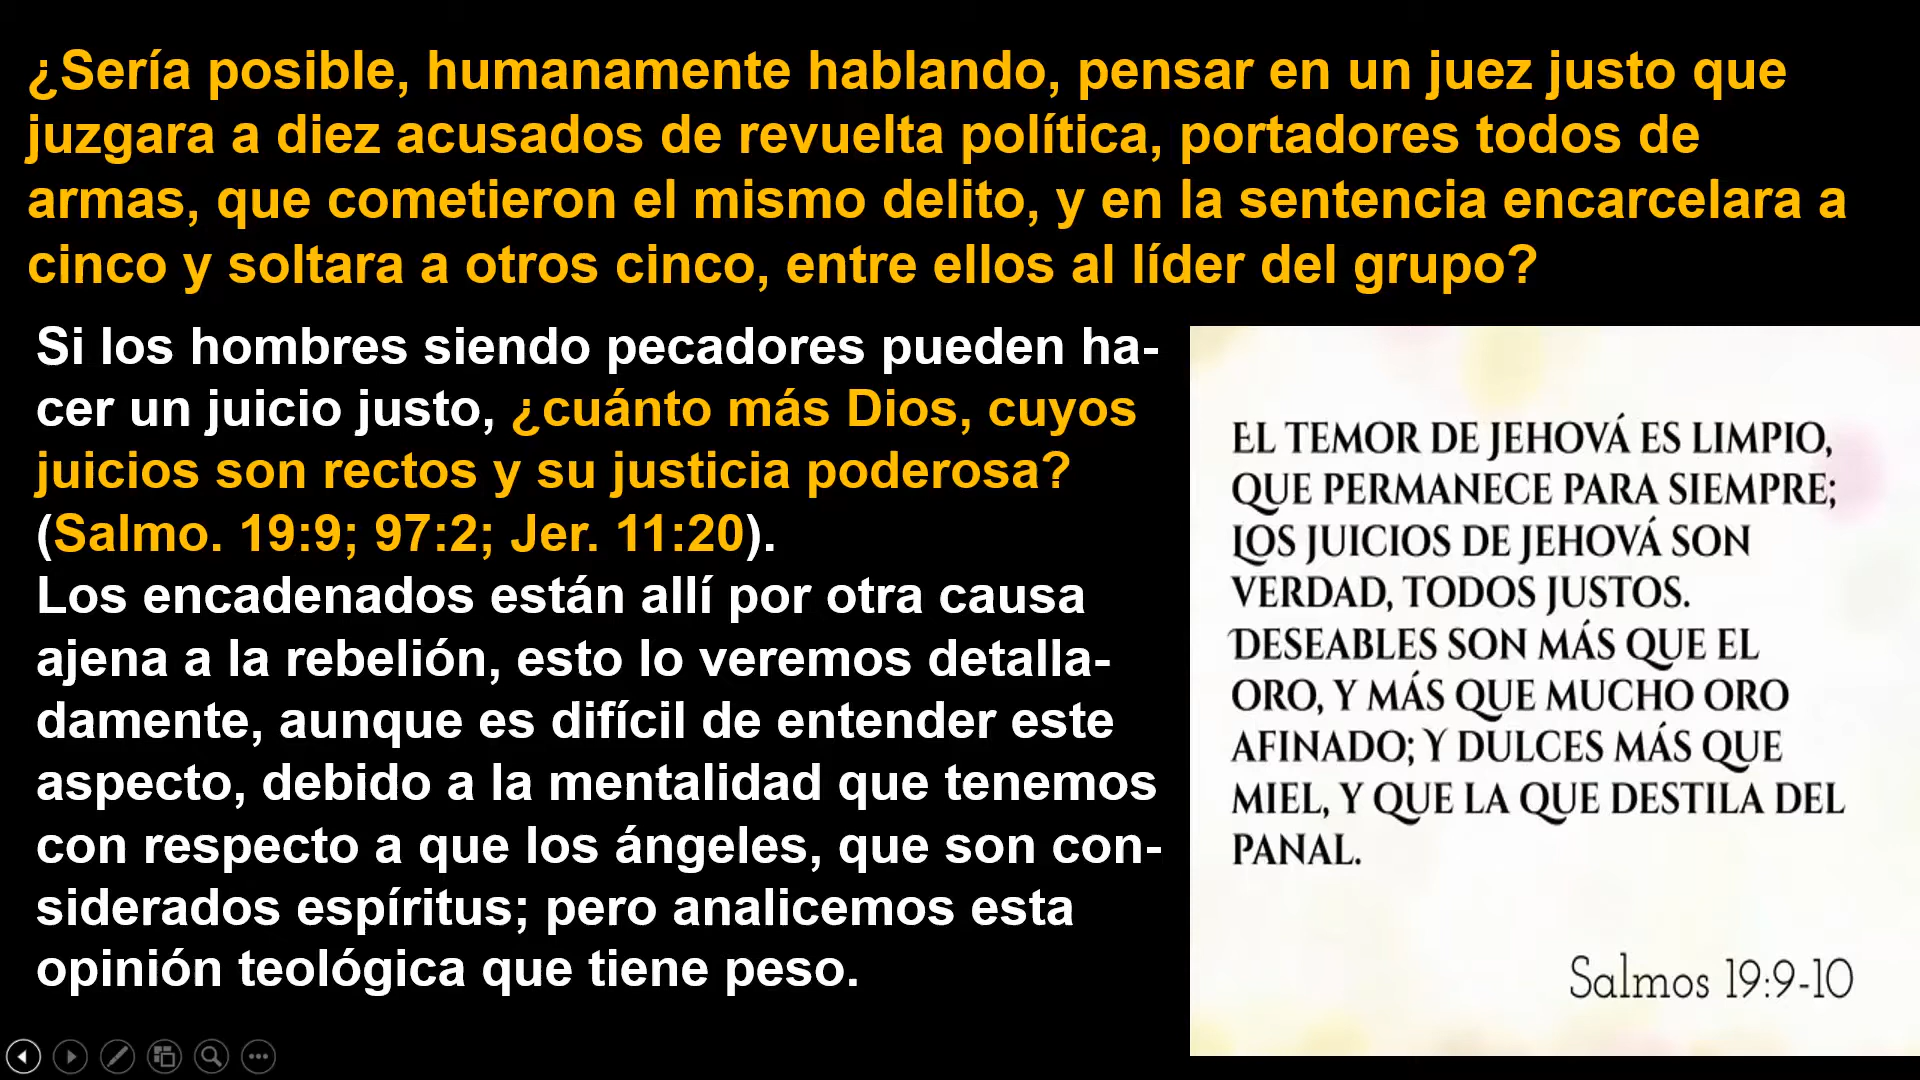 ¿Sería posible, humanamente hablando, pensar en un juez justo que
juzgara a diez acusados de revuelta política, portadores todos de
armas, que cometieron el mismo delito, y en la sentencia encarcelara a
cinco y soltara a otros cinco, entre ellos al líder del grupo?
Si los hombres siendo pecadores pueden ha-
cer un juicio justo, ¿cuánto más Dios, cuyos
juicios son rectos y su justicia poderosa?
(Salmo. 19:9; 97:2; Jer. 11:20).
Los encadenados están allí por otra causa
ajena a la rebelión, esto lo veremos detalla-
damente, aunque es difícil de entender este
aspecto, debido a la mentalidad que tenemos
con respecto a que los ángeles, que son con-
siderados espíritus; pero analicemos esta
opinión teológica que tiene peso.
EL TEMOR DE JEHOVÁ ES LIMPIO,
QUE PERMANECE PARA SIEMPRE;
LOS JUICIOS DE JEHOVÁ SON
VERDAD, TODOS JUSTOS.
DESEABLES SON MÁS QUE EL
ORO, Y MÁS QUE MUCHO ORO
AFINADO; Y DULCES MÁS QUE
MIEL, Y QUE LA QUE DESTILA DEL
PANAL.
Salmos 19:9-10